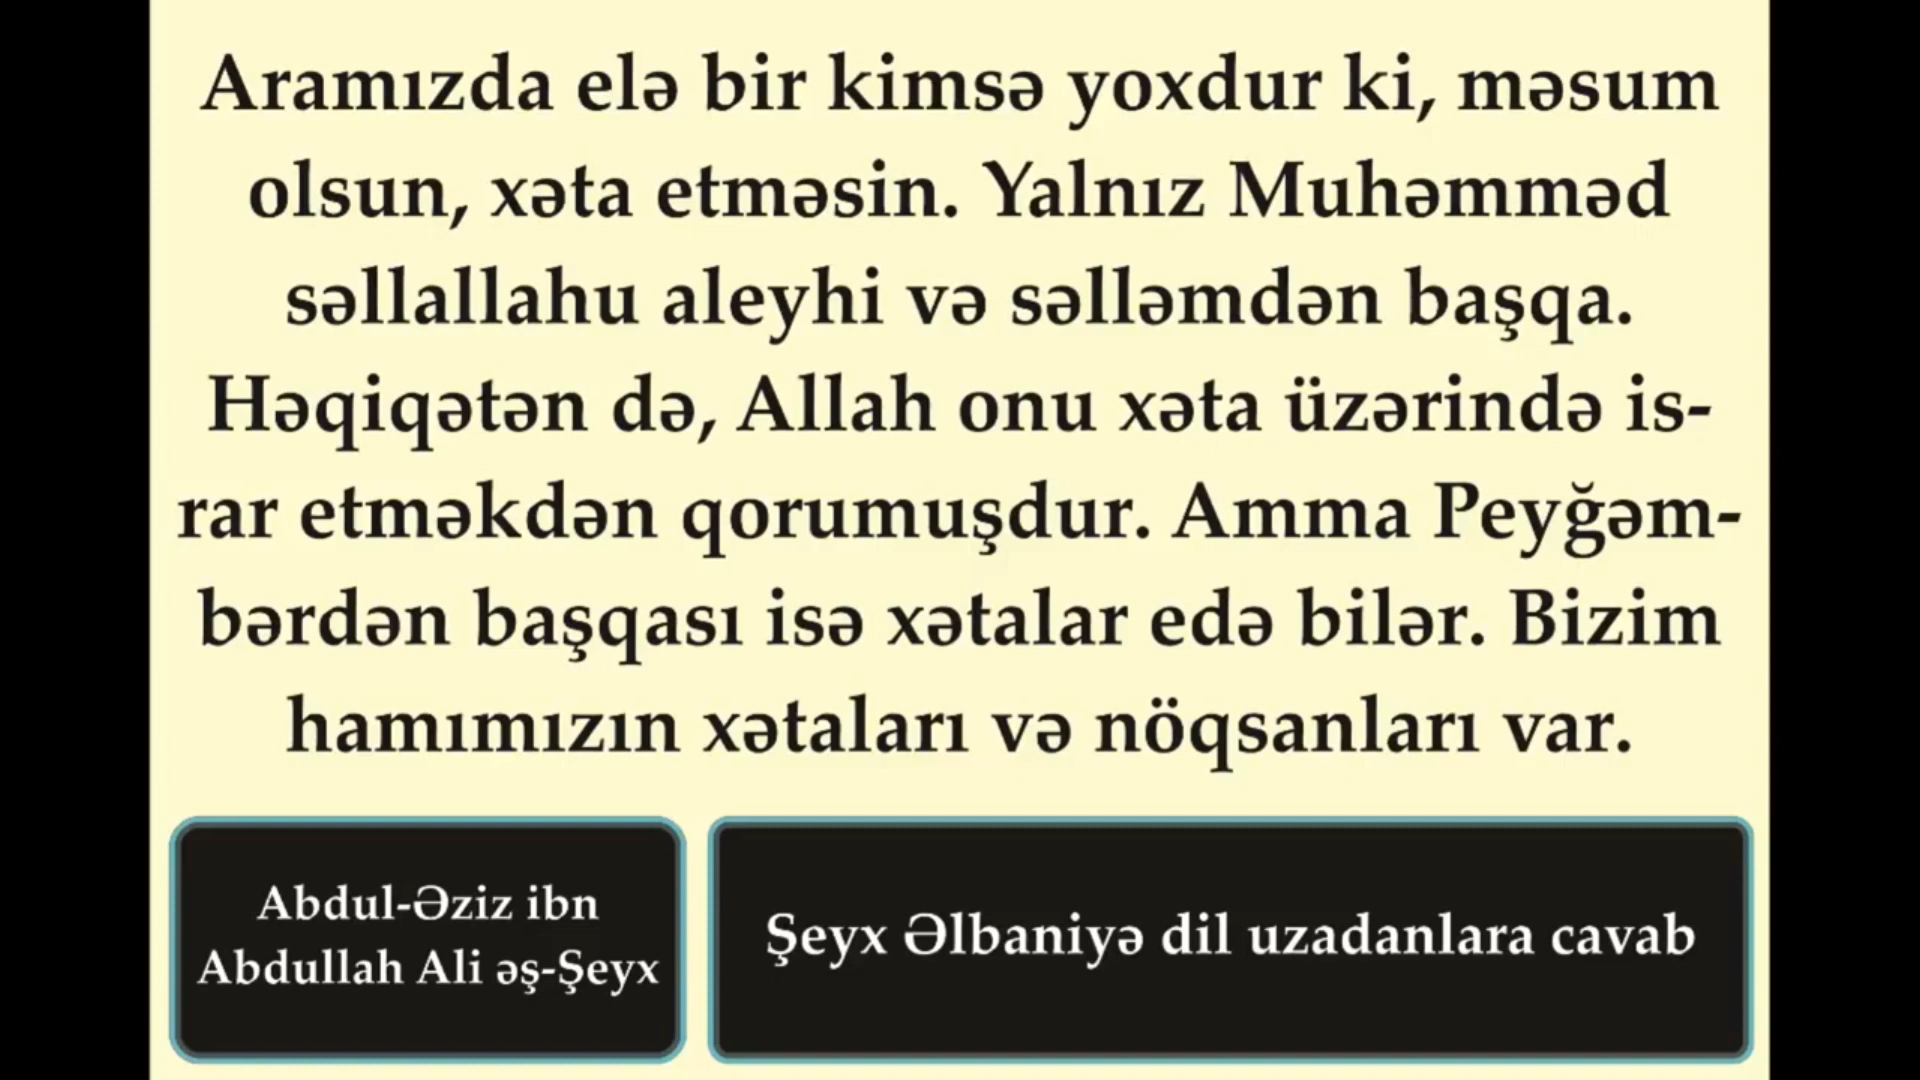 Aramızda elə bir kimsə yoxdur ki, məsum
olsun, xəta etməsin. Yalnız Muhəmməd
səllallahu aleyhi və səlləmdən başqa.
Həqiqətən də, Allah onu xəta üzərində is-
rar etməkdən qorumuşdur. Amma Peyğəm-
bərdən başqası isə xətalar edə bilər. Bizim
hamımızın xətaları və nöqsanları var.
Abdul-Əziz ibn
Abdullah Ali əş-Şeyx
Şeyx Əlbaniyə dil uzadanlara cavab